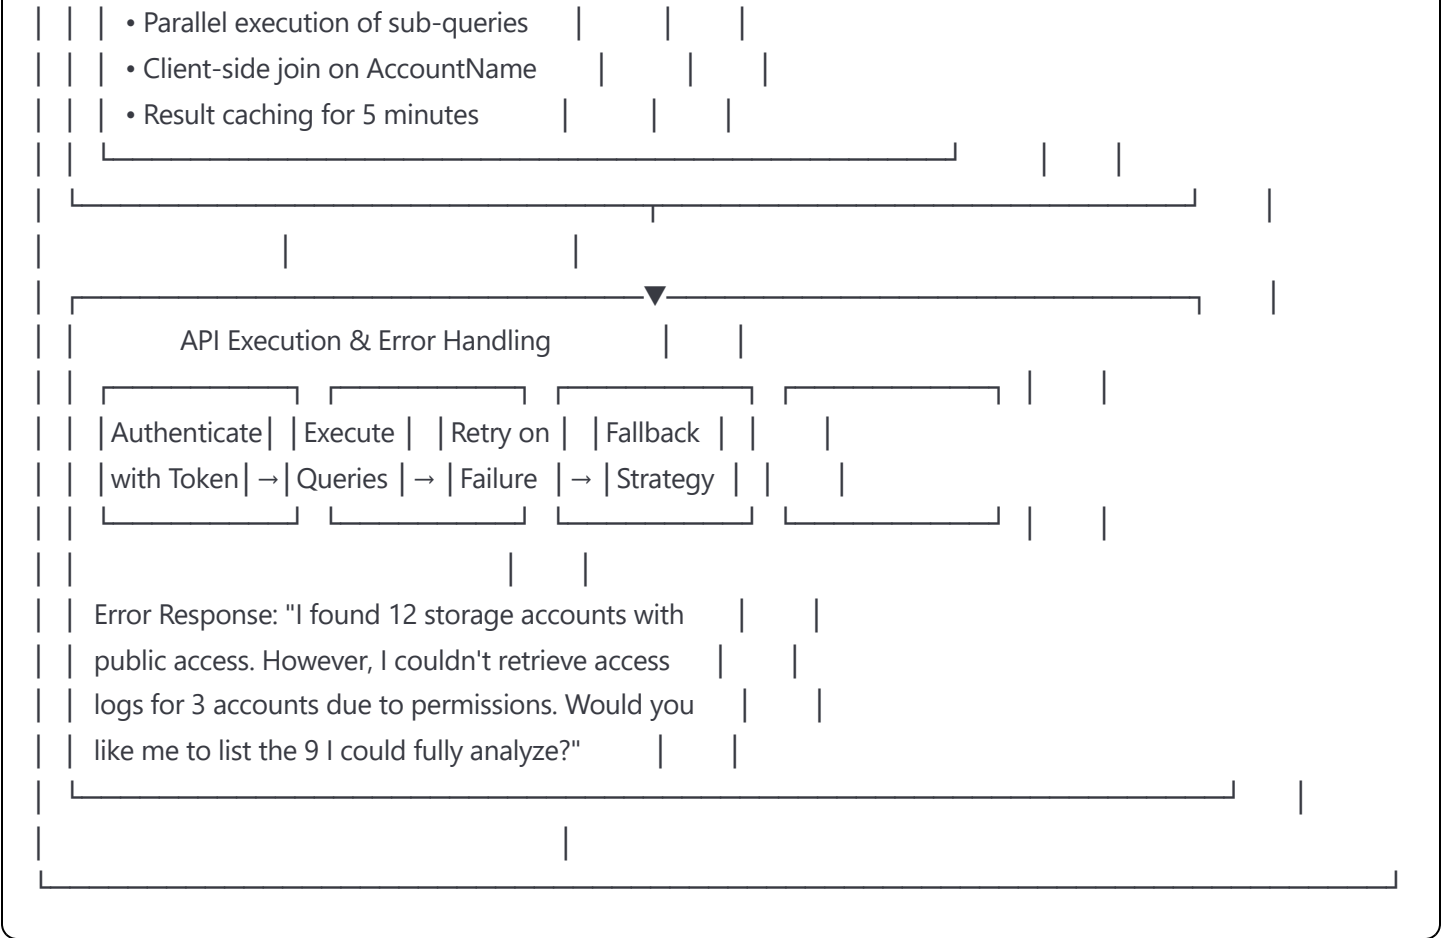 • Parallel execution of sub-queries
• Client-side join on AccountName
• Result caching for 5 minutes
API Execution & Error Handling
Authenticate Execute Retry on Fallback
with Token → Queries → Failure → Strategy
Error Response: "I found 12 storage accounts with
public access. However, I couldn't retrieve access
logs for 3 accounts due to permissions. Would you
like me to list the 9 I could fully analyze?"